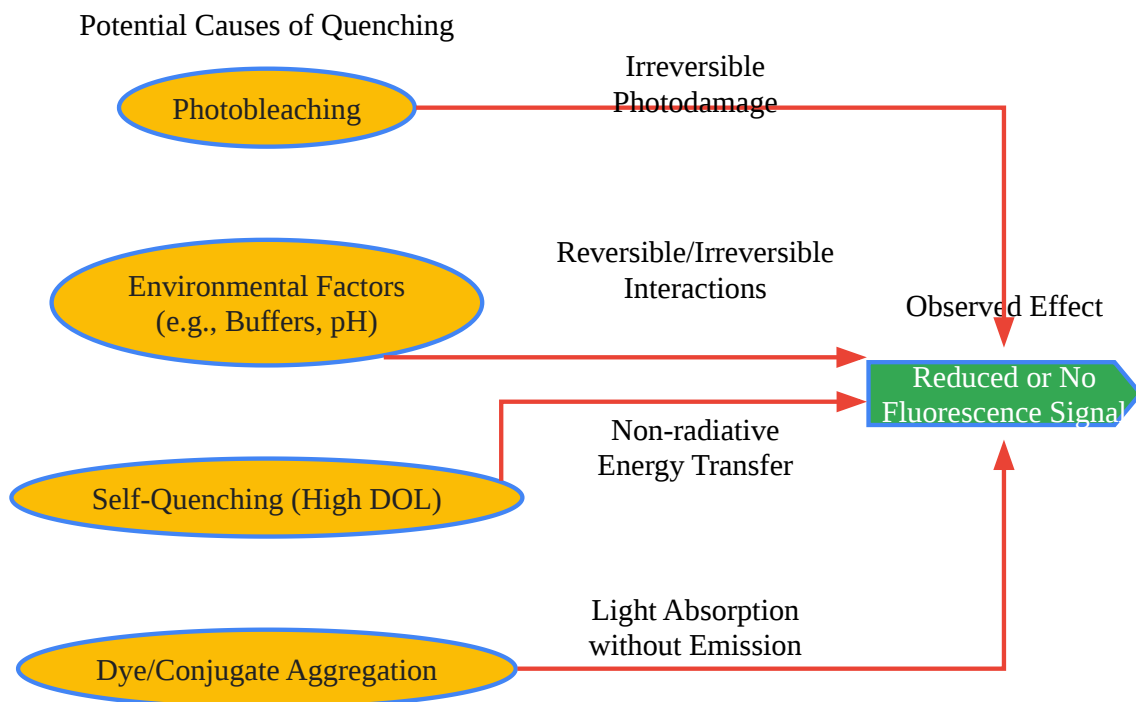 Potential Causes of Quenching
Photobleaching
Irreversible
Photodamage
Environmental Factors
(e.g., Buffers, pH)
Reversible/Irreversible
Interactions
Observed Effect
Reduced or No
Fluorescence Signal
Self-Quenching (High DOL)
Non-radiative
Energy Transfer
Dye/Conjugate Aggregation
Light Absorption
without Emission